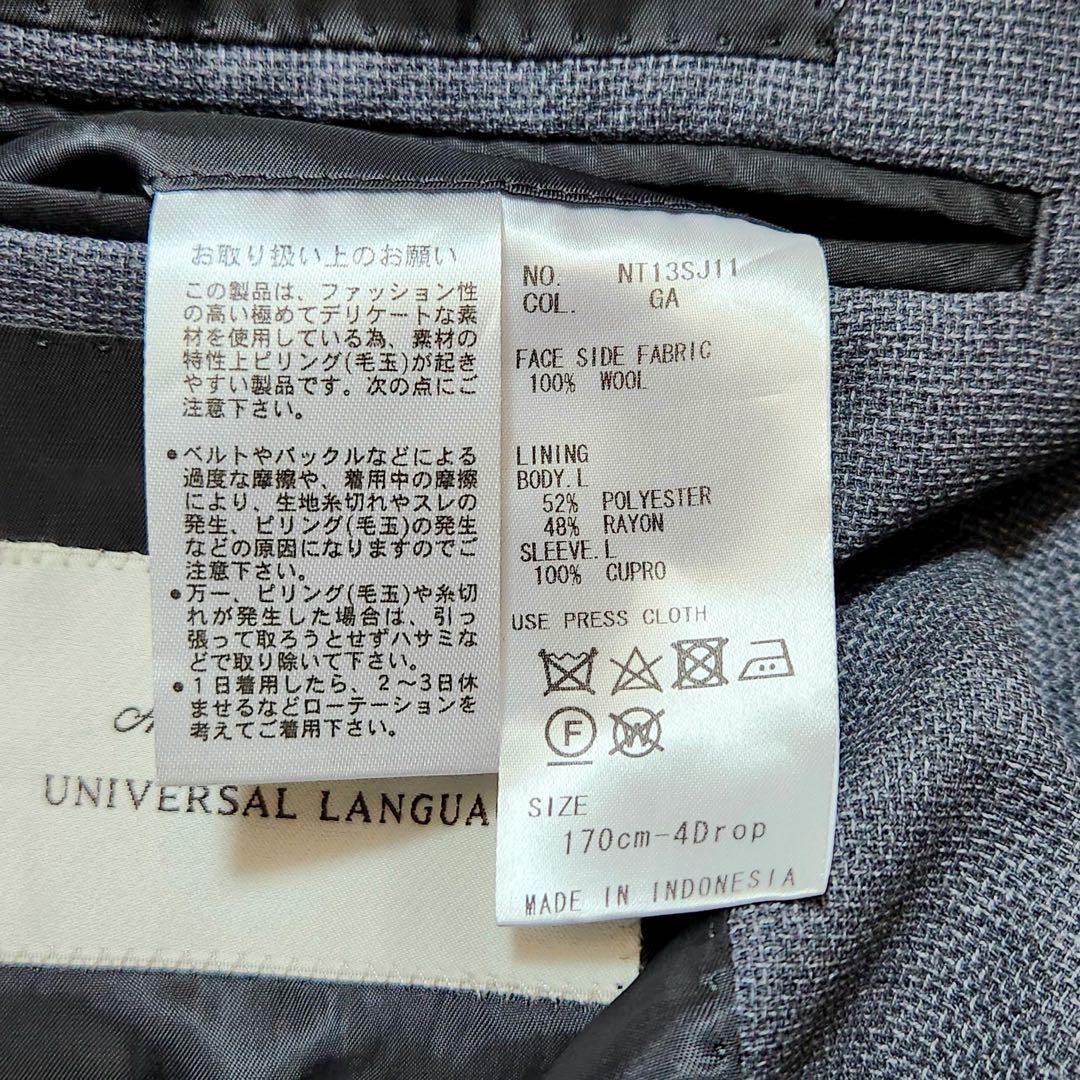 お取り扱い上のお願い
この製品は、ファッション性
の高い極めてデリケートな素
材を使用している為、素材の
特性上ピリング(毛玉)が起き
やすい製品です。次の点にご
注意下さい。
●ベルトやバックルなどによる
過度な摩擦や、着用中の摩擦
により、生地糸切れやスレの
発生、ピリング(毛玉)の発生
などの原因になりますのでご
注意下さい。
●万一、ピリング(毛玉)や糸切
れが発生した場合は、引っ
張って取ろうとせずハサミな
どで取り除いて下さい。
●1日着用したら、2～3日休
ませるなどローテーションを
考えてご着用下さい。
NO. NT13SJ11
COL. GA
FACE SIDE FABRIC
100% WOOL
LINING
BODY.L
52% POLYESTER
48% RAYON
SLEEVE.L
100% CUPRO
USE PRESS CLOTH
F W
SIZE
170cm-4Drop
MADE IN INDONESIA
UNIVERSAL LANGUA